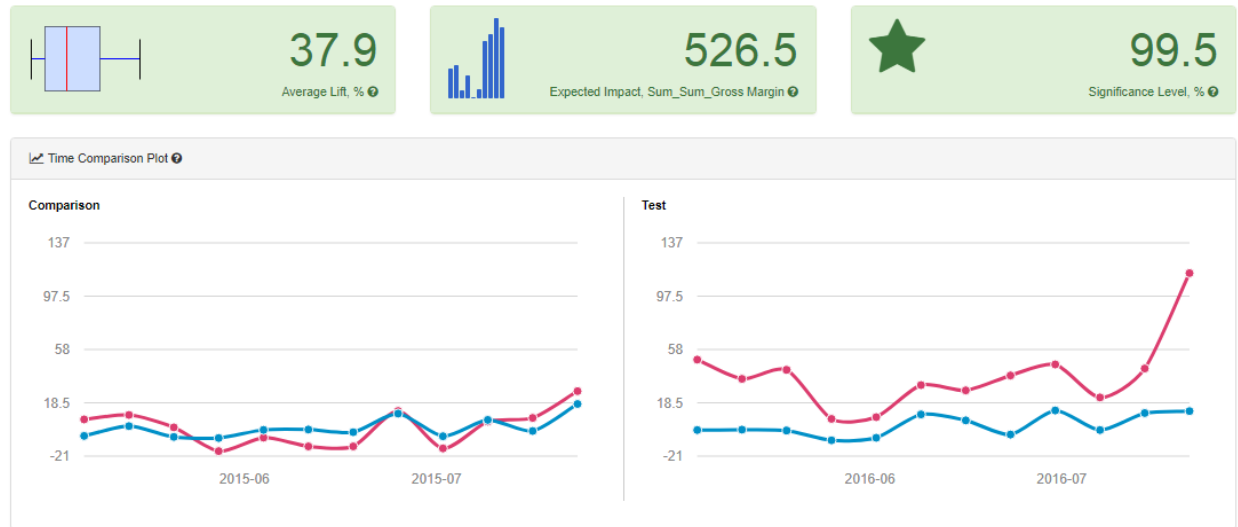 37.9
Average Lift, %
526.5
Expected Impact, Sum_Sum_Gross Margin
99.5
Significance Level, %
Time Comparison Plot
Comparison
137
97.5
58
18.5
-21
2015-06 2015-07
Test
137
97.5
58
18.5
-21
2016-06 2016-07